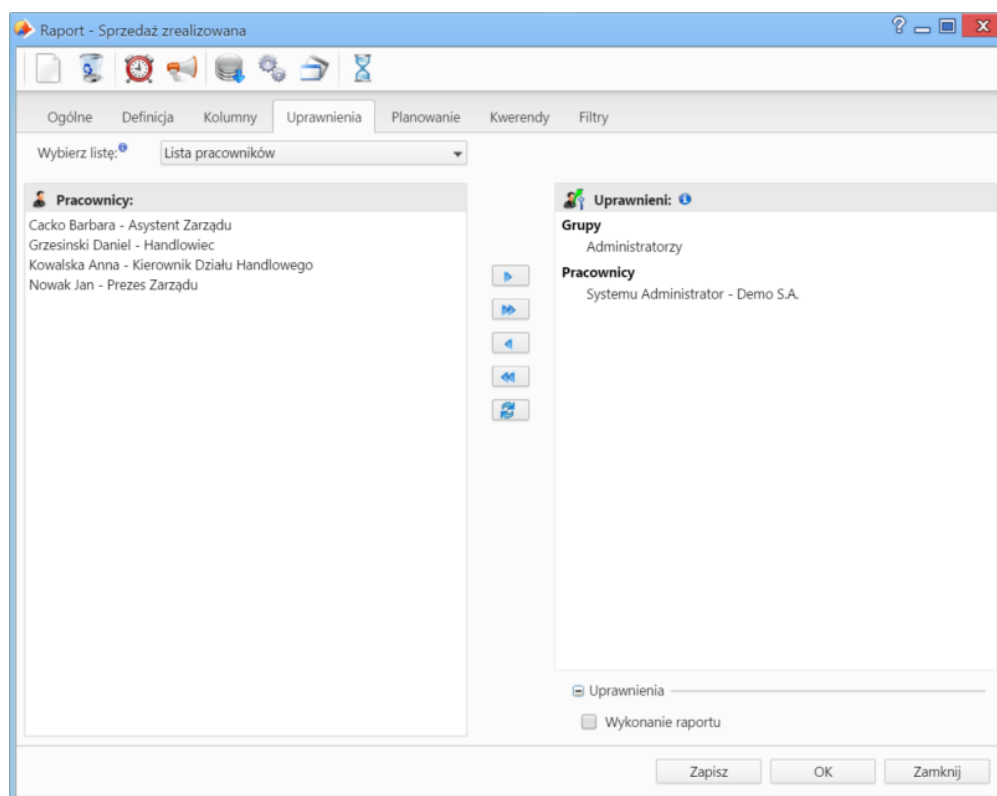 Raport - Sprzedaż zrealizowana
Ogólne Definicja Kolumny Uprawnienia Planowanie Kwerendy Filtry
Wybierz listę: Lista pracowników
Pracownicy:
Cacko Barbara - Asystent Zarządu
Grzesinski Daniel - Handlowiec
Kowalska Anna - Kierownik Działu Handlowego
Nowak Jan - Prezes Zarządu
Uprawnieni:
Grupy
Administratorzy
Pracownicy
Systemu Administrator - Demo S.A.
Uprawnienia
Wykonanie raportu
Zapisz OK Zamknij